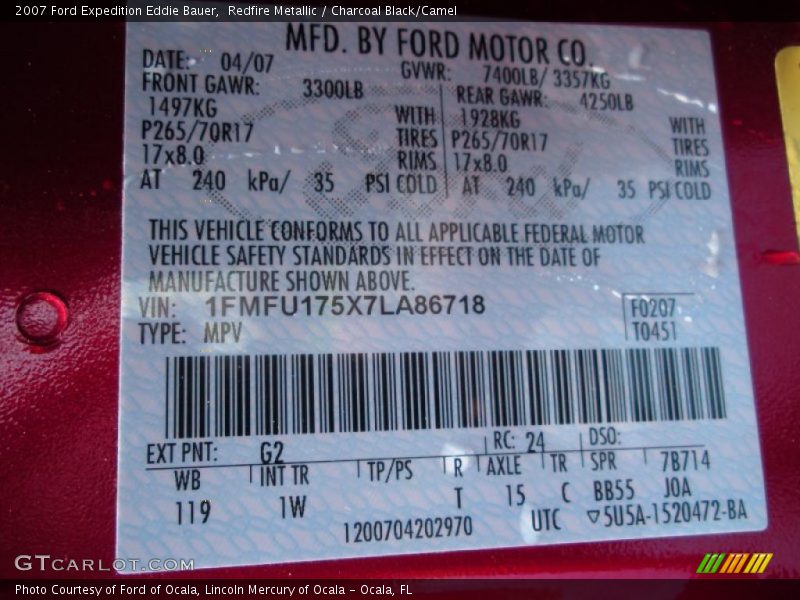 2007 Ford Expedition Eddie Bauer,  Redfire Metallic / Charcoal Black/Camel
MFD. BY FORD MOTOR CO.
DATE: 04/07 GVWR: 7400LB/ 3357KG
FRONT GAWR: 3300LB REAR GAWR: 4250LB
1497KG WITH 1928KG WITH
P265/70R17 TIRES P265/70R17 TIRES
17x8.0 RIMS 17x8.0 RIMS
AT 240 kPa/ 35 PSI COLD AT 240 kPa/ 35 PSI COLD
THIS VEHICLE CONFORMS TO ALL APPLICABLE FEDERAL MOTOR
VEHICLE SAFETY STANDARDS IN EFFECT ON THE DATE OF
MANUFACTURE SHOWN ABOVE.
VIN: 1FMFU175X7LA86718 F0207
TYPE: MPV T0451
EXT PNT: G2 RC: 24 DSO:
WB INT TR TP/PS R AXLE TR SPR 7B714
119 1W T 15 C BB55 J0A
1200704202970 UTC ▽5U5A-1520472-BA
GTCARLOT.COM
Photo Courtesy of Ford of Ocala, Lincoln Mercury of Ocala - Ocala, FL